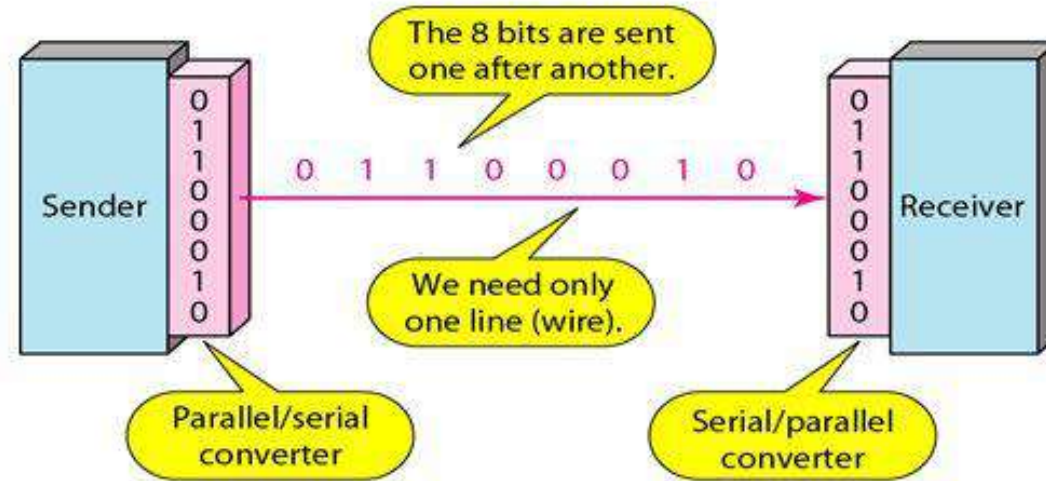 The 8 bits are sent
one after another.
0
1
1
0
0
0
1
0
0 1 1 0 0 0 1 0
0
1
1
0
0
0
1
0
Sender
Receiver
We need only
one line (wire).
Parallel/serial
converter
Serial/parallel
converter